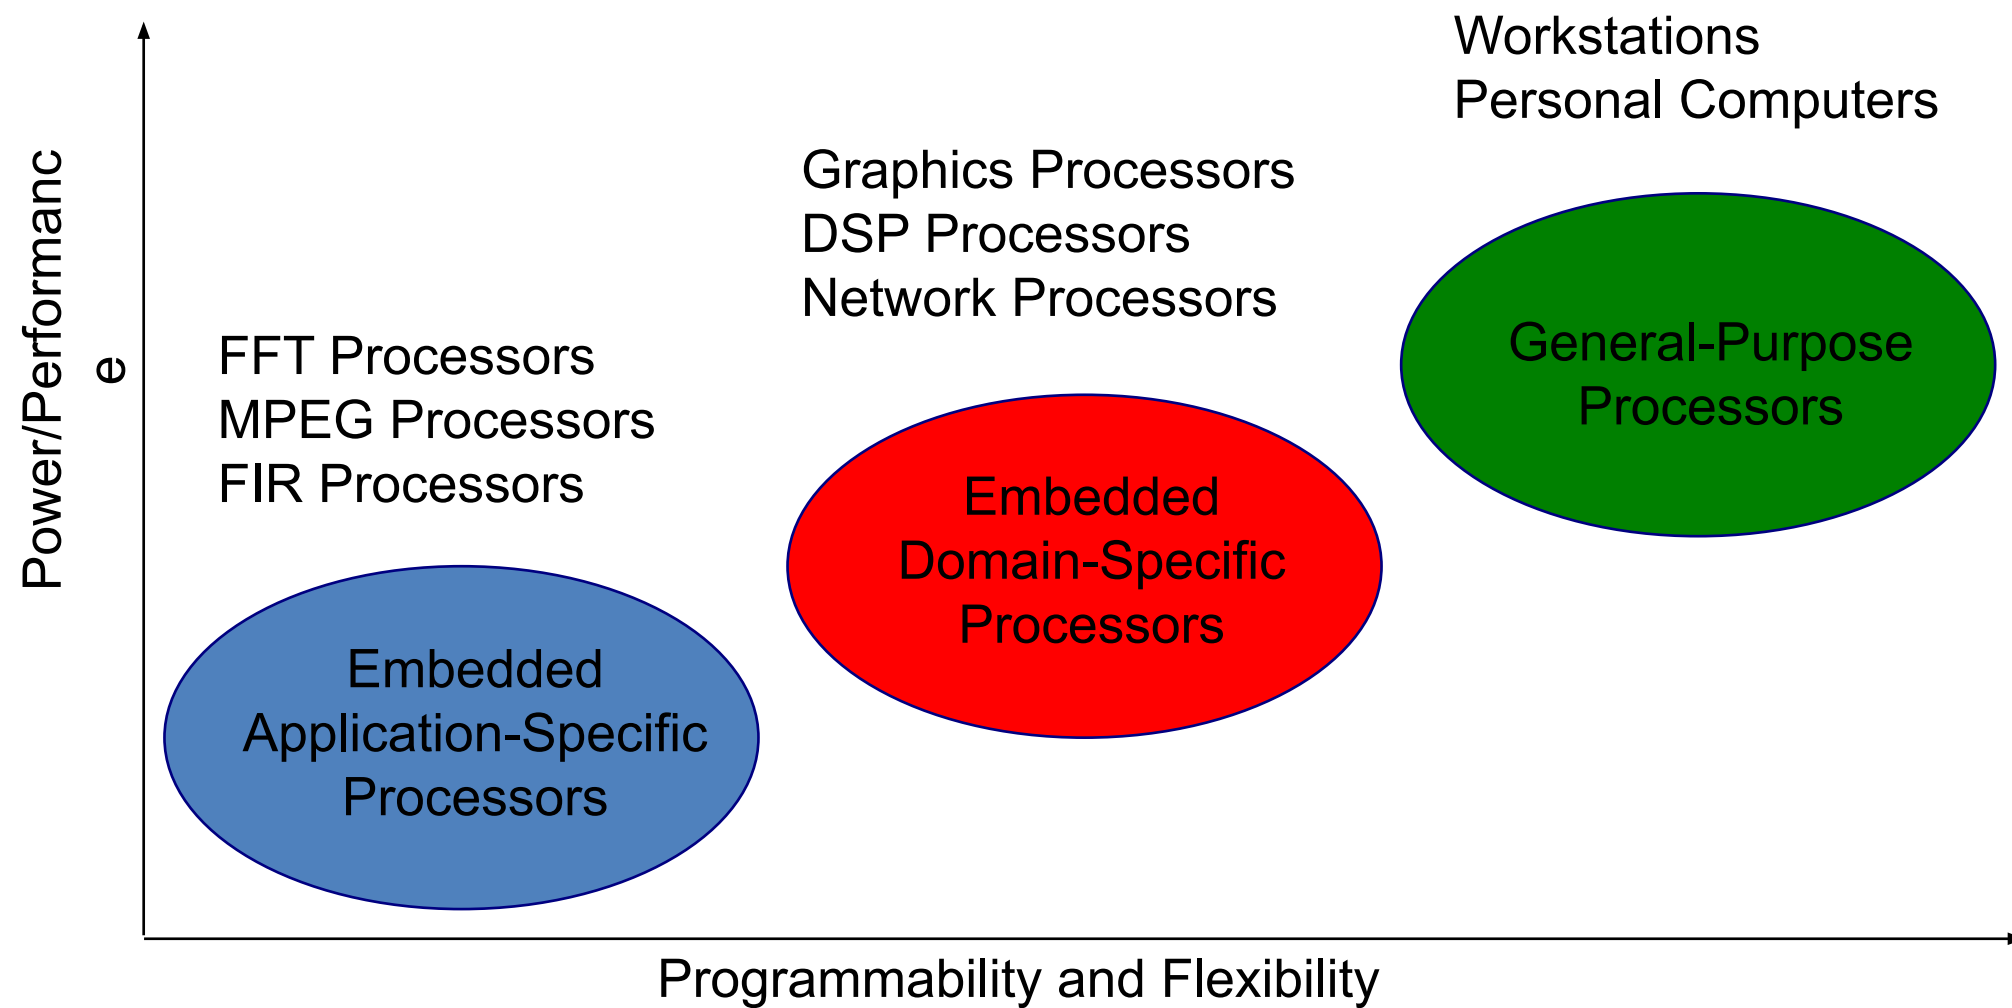 Workstations
Personal Computers
Graphics Processors
DSP Processors
Network Processors
FFT Processors
MPEG Processors
FIR Processors
Power/Performanc
e
General-Purpose
Processors
Embedded
Domain-Specific
Processors
Embedded
Application-Specific
Processors
Programmability and Flexibility